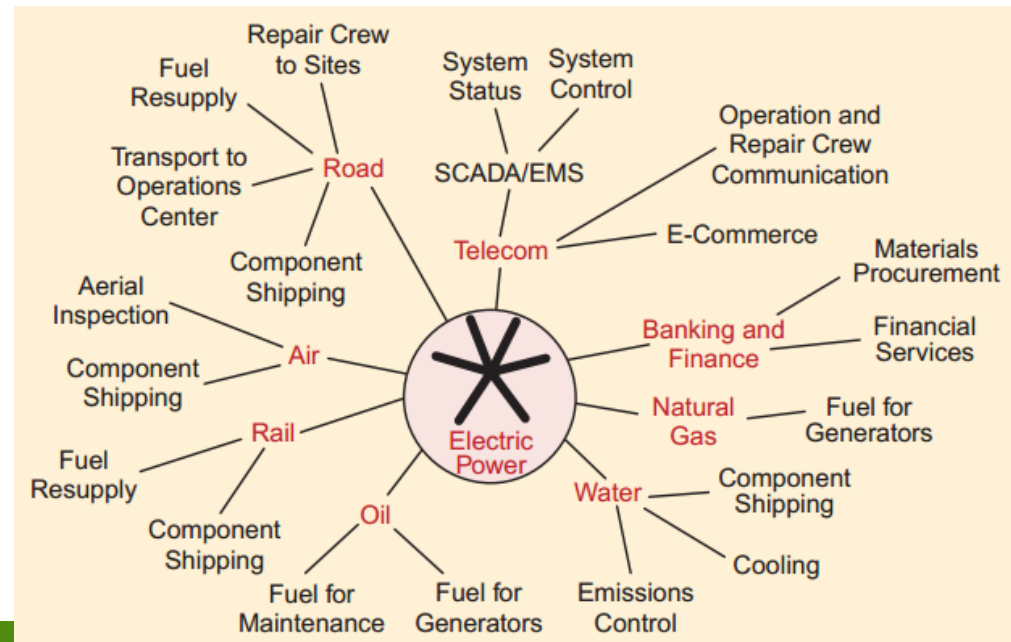 Repair Crew
to Sites
Fuel
Resupply
Transport to
Operations
Center
Road
Component
Shipping
System
Status
System
Control
SCADA/EMS
Operation and
Repair Crew
Communication
Telecom
E-Commerce
Materials
Procurement
Banking and
Finance
Financial
Services
Aerial
Inspection
Air
Component
Shipping
Natural
Gas
Fuel for
Generators
Electric
Power
Rail
Fuel
Resupply
Component
Shipping
Oil
Fuel for
Maintenance
Fuel for
Generators
Water
Component
Shipping
Cooling
Emissions
Control